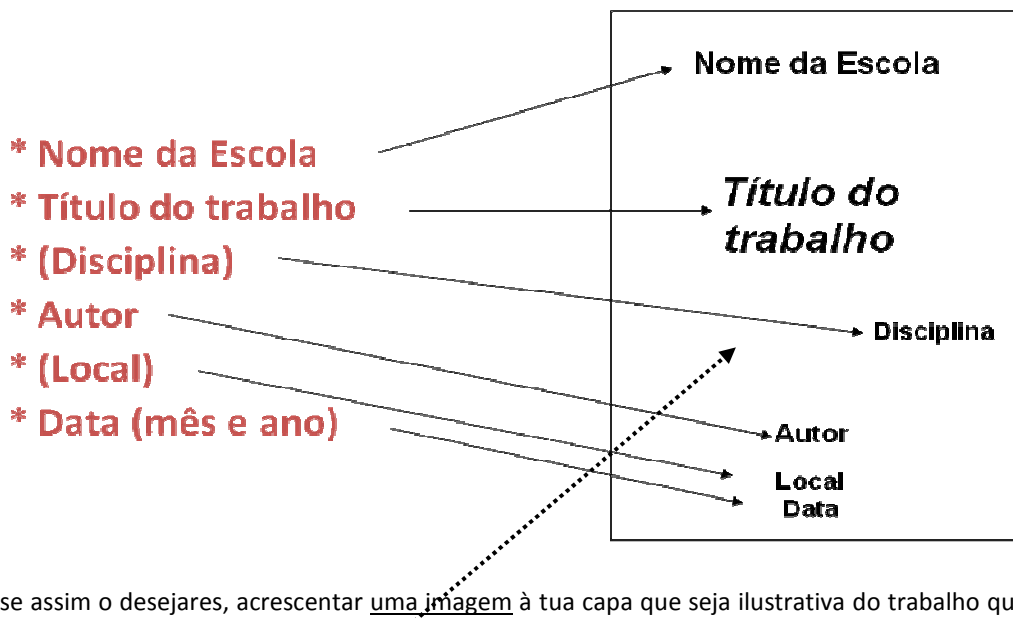 * Nome da Escola
* Título do trabalho
* (Disciplina)
* Autor
* (Local)
* Data (mês e ano)
Nome da Escola
Título do
trabalho
Disciplina
Autor
Local
Data
se assim o desejares, acrescentar uma imagem à tua capa que seja ilustrativa do trabalho qu